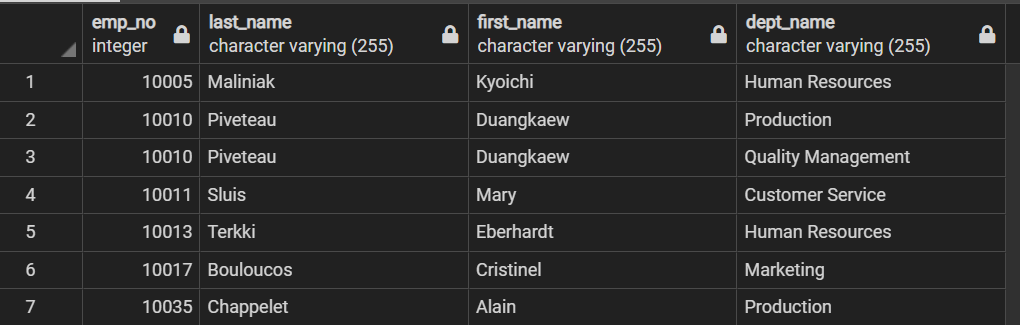 emp_no last_name first_name dept_name
integer character varying (255) character varying (255) character varying (255)
1 10005 Maliniak Kyoichi Human Resources
2 10010 Piveteau Duangkaew Production
3 10010 Piveteau Duangkaew Quality Management
4 10011 Sluis Mary Customer Service
5 10013 Terkki Eberhardt Human Resources
6 10017 Bouloucos Cristinel Marketing
7 10035 Chappelet Alain Production